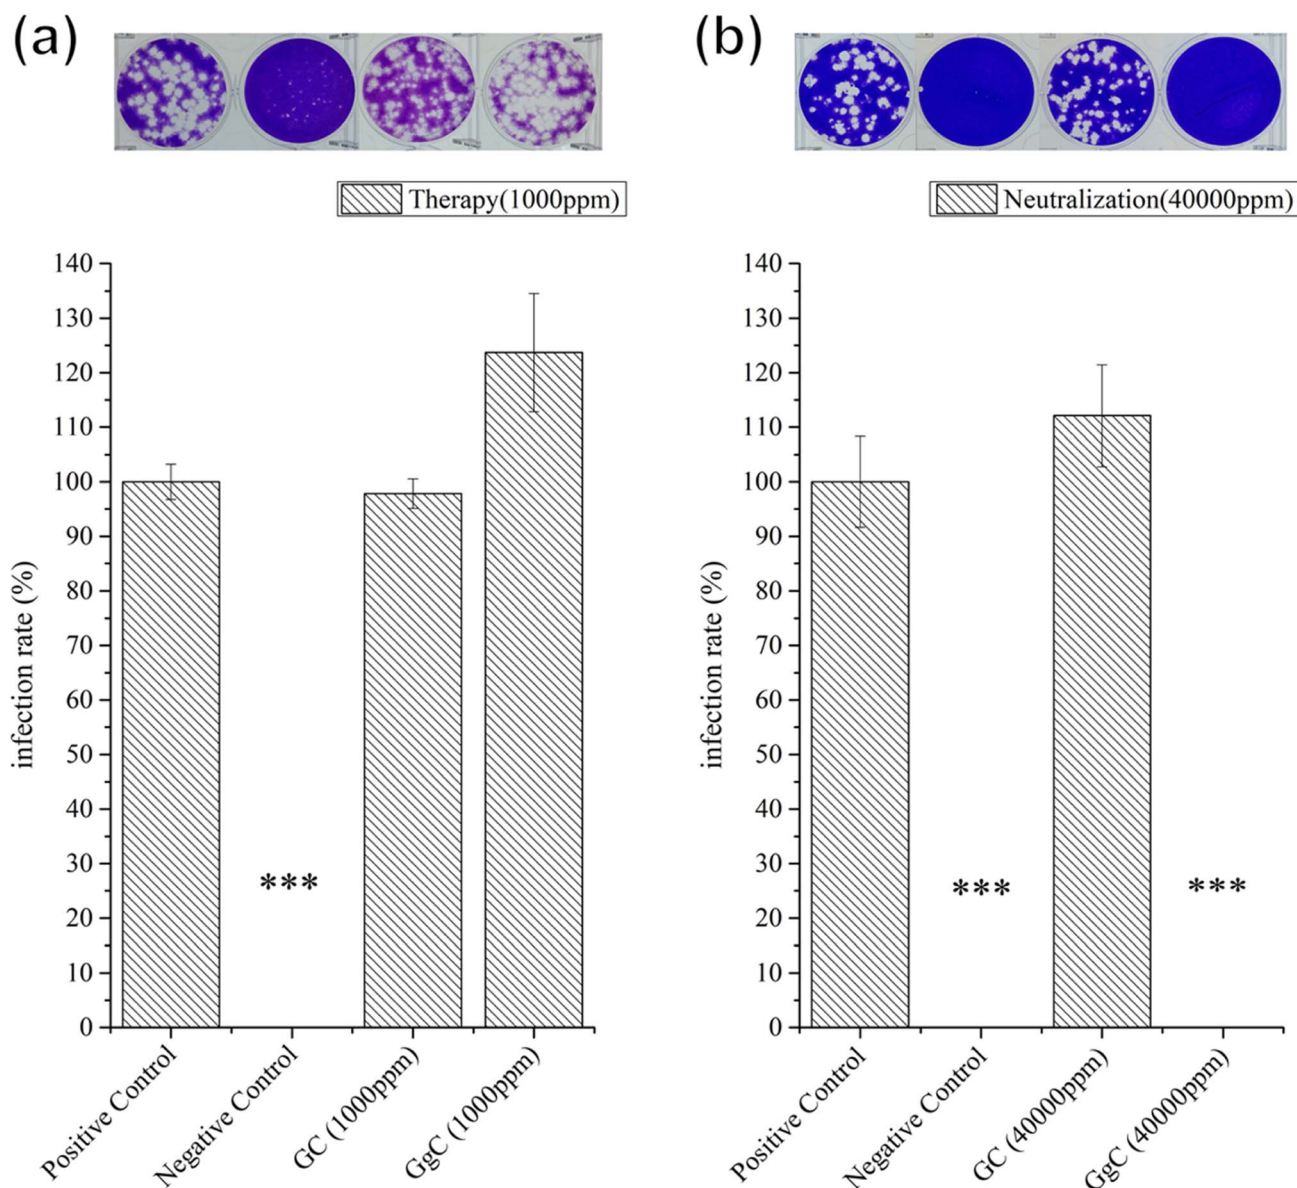 (a)
Therapy(1000ppm)
140
130
120
110
100
90
80
70
60
50
40
30
20
10
0
infection rate (%)
***
Positive Control
Negative Control
GC (1000ppm)
GgC (1000ppm)
(b)
Neutralization(40000ppm)
140
130
120
110
100
90
80
70
60
50
40
30
20
10
0
infection rate (%)
***
***
Positive Control
Negative Control
GC (40000ppm)
GgC (40000ppm)